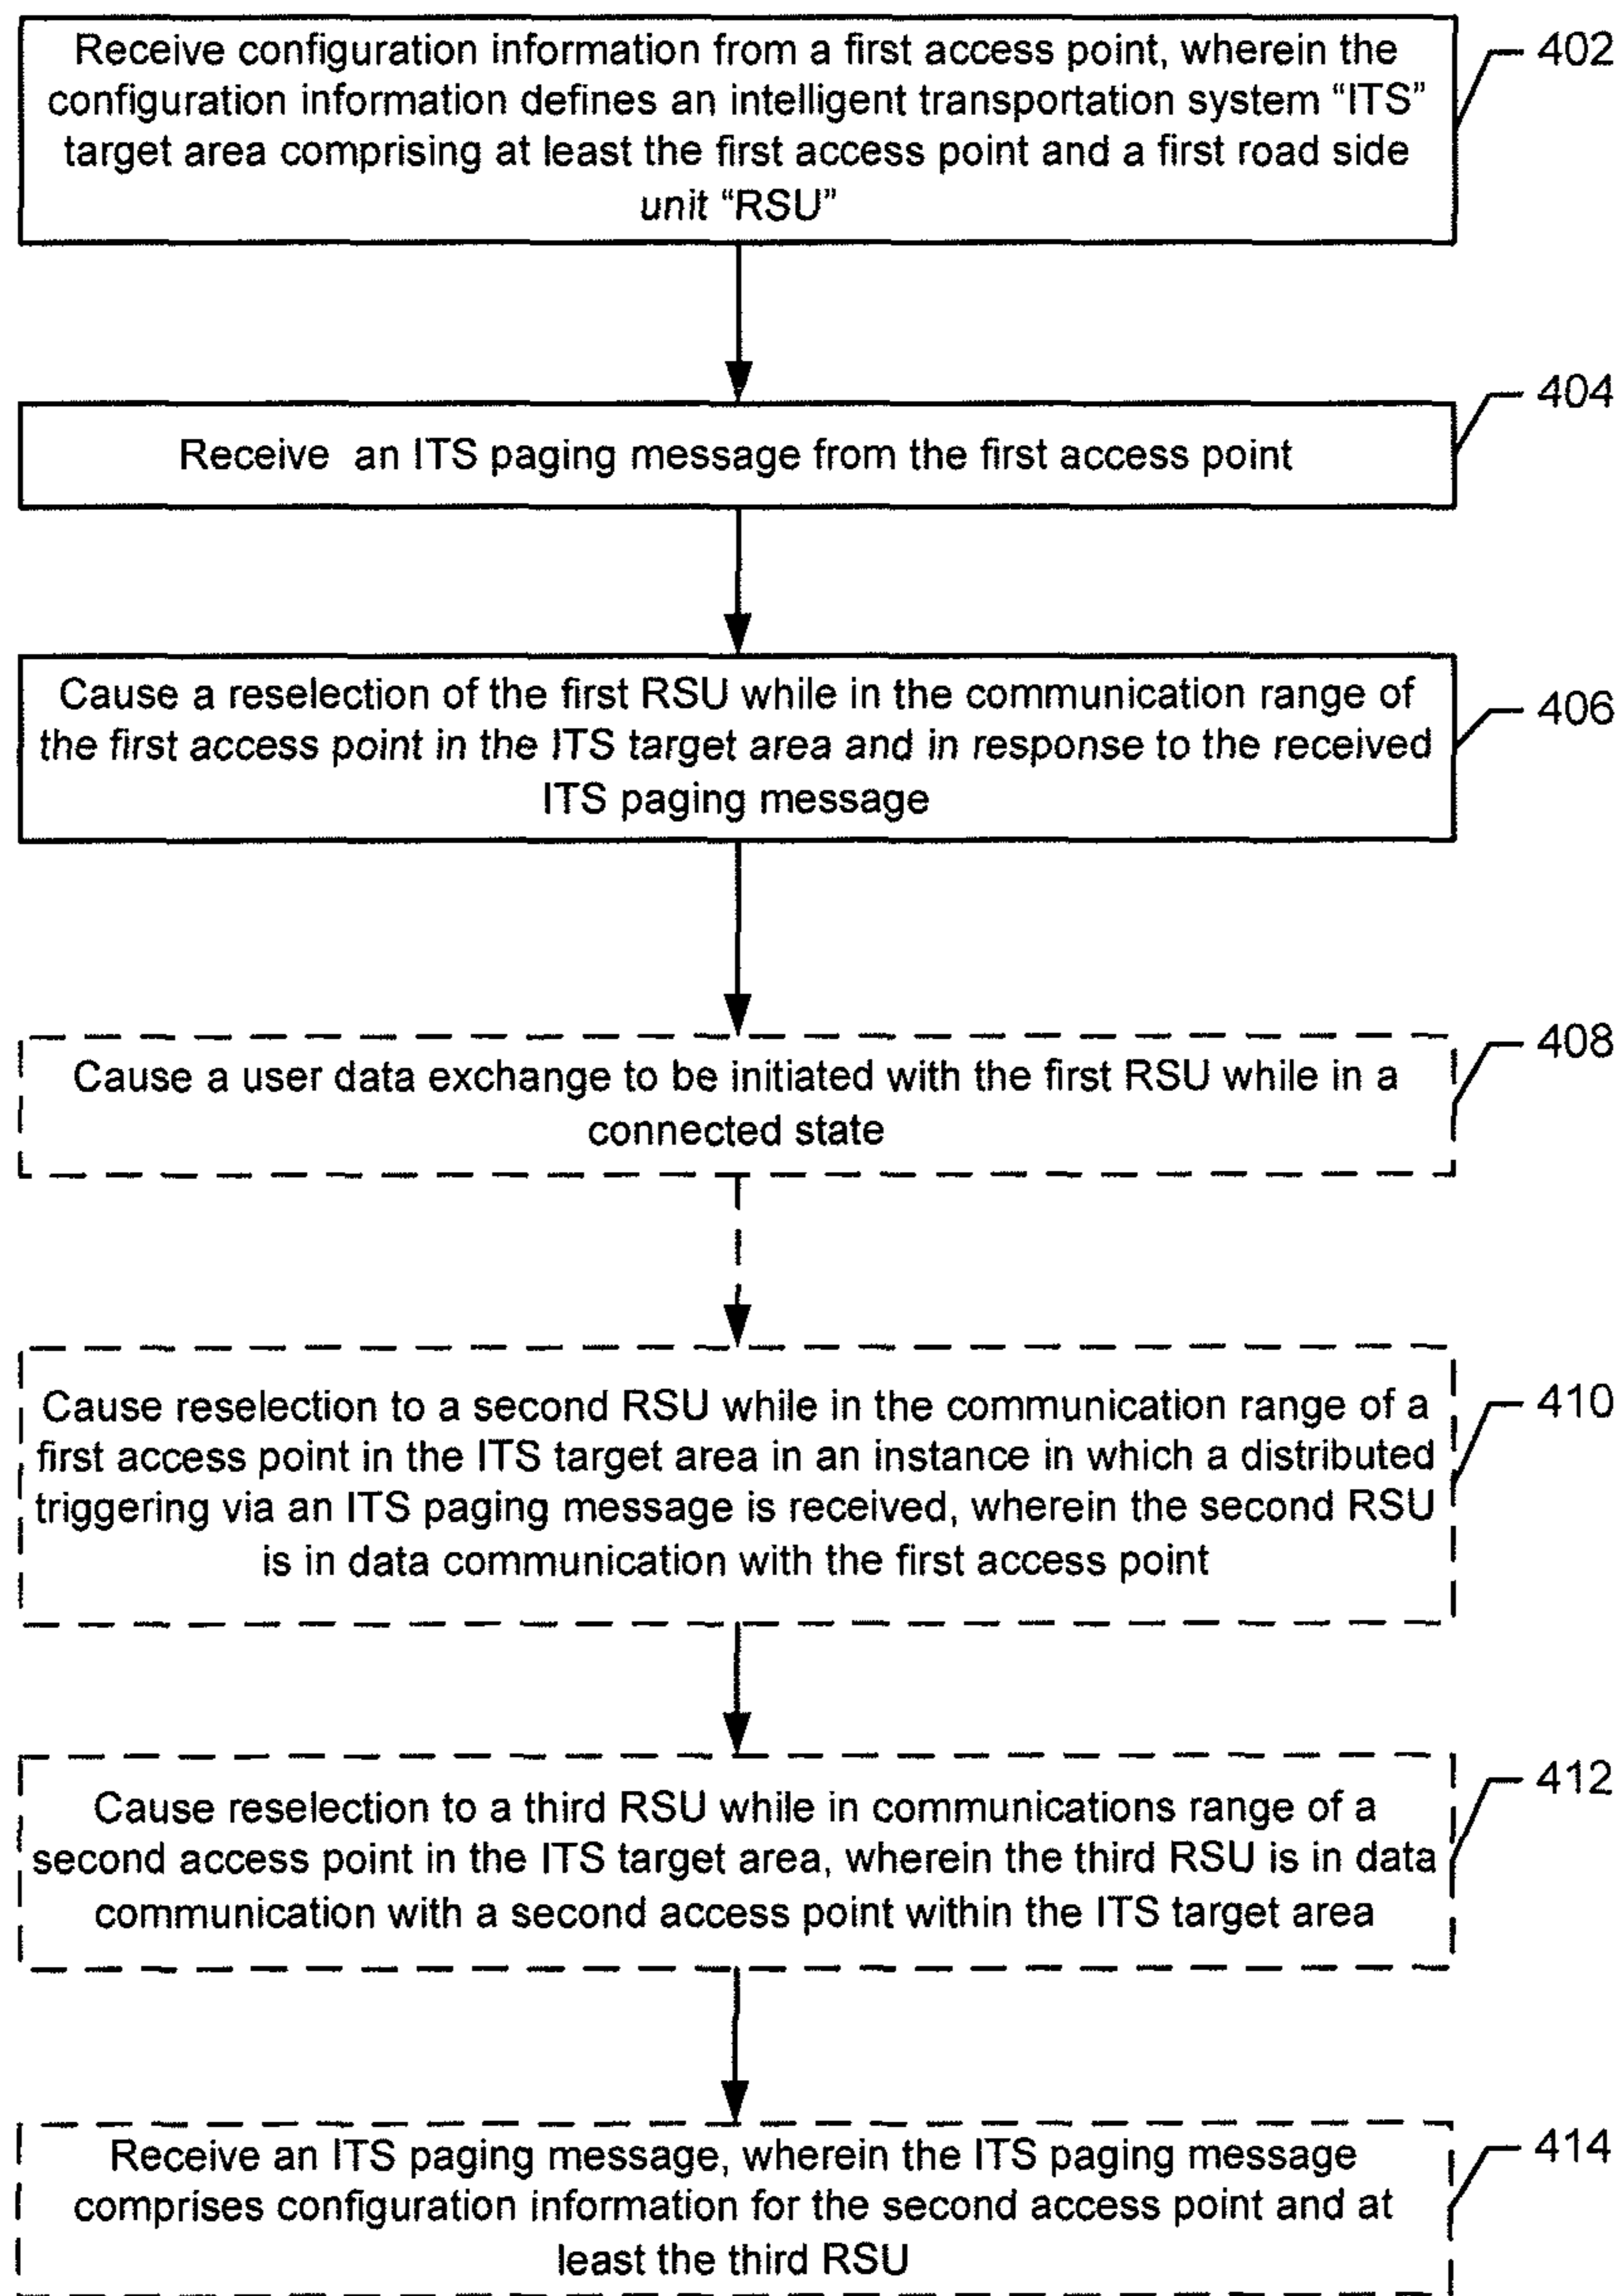 Receive configuration information from a first access point, wherein the
configuration information defines an intelligent transportation system “ITS”
target area comprising at least the first access point and a first road side
unit “RSU”
402
Receive an ITS paging message from the first access point
404
Cause a reselection of the first RSU while in the communication range of
the first access point in the ITS target area and in response to the received
ITS paging message
406
Cause a user data exchange to be initiated with the first RSU while in a
connected state
408
Cause reselection to a second RSU while in the communication range of a
first access point in the ITS target area in an instance in which a distributed
triggering via an ITS paging message is received, wherein the second RSU
is in data communication with the first access point
410
Cause reselection to a third RSU while in communications range of a
second access point in the ITS target area, wherein the third RSU is in data
communication with a second access point within the ITS target area
412
Receive an ITS paging message, wherein the ITS paging message
comprises configuration information for the second access point and at
least the third RSU
414